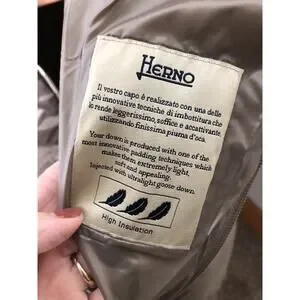 HERNO
Il vostro capo è realizzato con una delle
più innovative tecniche di imbottitura che
lo rende leggerissimo, soffice e accattivante,
utilizzando finissima piuma d'oca.
Your down is produced with one of the
most innovative padding techniques which
makes them extremely light,
soft and appealing.
Injected with ultralight goose down.
High Insulation